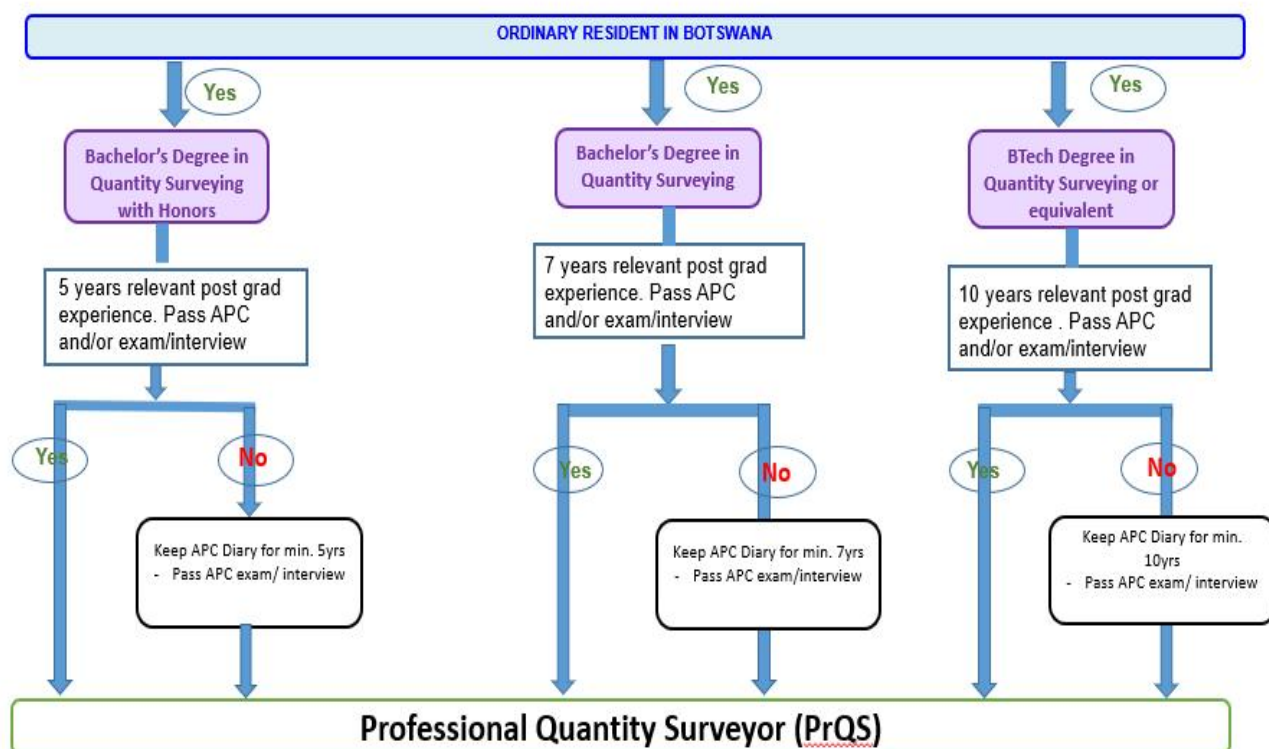 ORDINARY RESIDENT IN BOTSWANA
Yes
Yes
Yes
Bachelor's Degree in
Quantity Surveying
with Honors
Bachelor's Degree in
Quantity Surveying
BTech Degree in
Quantity Surveying or
equivalent
5 years relevant post grad
experience. Pass APC
and/or exam/interview
7 years relevant post grad
experience. Pass APC
and/or exam/interview
10 years relevant post grad
experience . Pass APC
and/or exam/interview
Yes
No
Yes
No
Yes
No
Keep APC Diary for min. 5yrs
- Pass APC exam/ interview
Keep APC Diary for min. 7yrs
- Pass APC exam/interview
Keep APC Diary for min.
10yrs
- Pass APC exam/ interview
Professional Quantity Surveyor (PrQS)